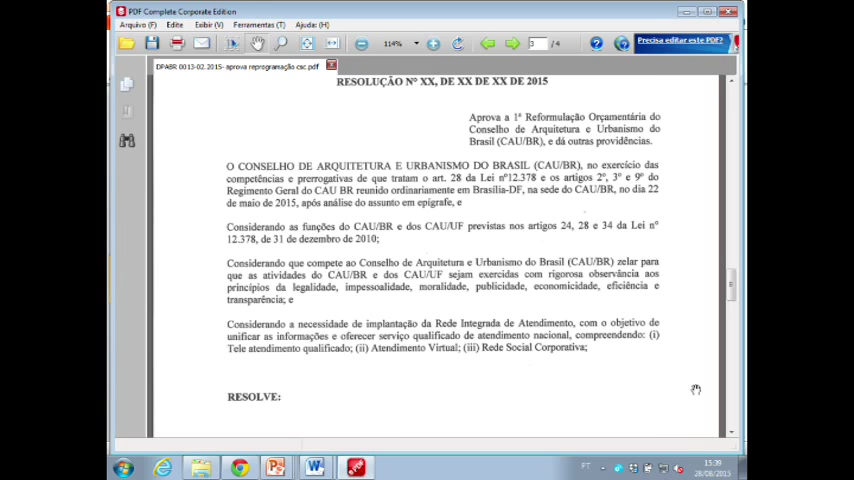 PDF Complete Corporate Edition
Arquivo (F) Edite Exibir (V) Ferramentas (T) Ajuda: (H)
114% 3 / 4 Precisa editar este PDF?
DPABR 0013-02.2015- aprova reprogramação csc.pdf
RESOLUÇÃO N° XX, DE XX DE XX DE 2015
Aprova a 1ª Reformulação Orçamentária do
Conselho de Arquitetura e Urbanismo do
Brasil (CAU/BR), e dá outras providências.
O CONSELHO DE ARQUITETURA E URBANISMO DO BRASIL (CAU/BR), no exercício das
competências e prerrogativas de que tratam o art. 28 da Lei nº12.378 e os artigos 2º, 3º e 9º do
Regimento Geral do CAU BR reunido ordinariamente em Brasília-DF, na sede do CAU/BR, no dia 22
de maio de 2015, após análise do assunto em epígrafe, e
Considerando as funções do CAU/BR e dos CAU/UF previstas nos artigos 24, 28 e 34 da Lei nº
12.378, de 31 de dezembro de 2010;
Considerando que compete ao Conselho de Arquitetura e Urbanismo do Brasil (CAU/BR) zelar para
que as atividades do CAU/BR e dos CAU/UF sejam exercidas com rigorosa observância aos
princípios da legalidade, impessoalidade, moralidade, publicidade, economicidade, eficiência e
transparência; e
Considerando a necessidade de implantação da Rede Integrada de Atendimento, com o objetivo de
unificar as informações e oferecer serviço qualificado de atendimento nacional, compreendendo: (i)
Tele atendimento qualificado; (ii) Atendimento Virtual; (iii) Rede Social Corporativa;
RESOLVE:
PT 15:39
28/08/2015